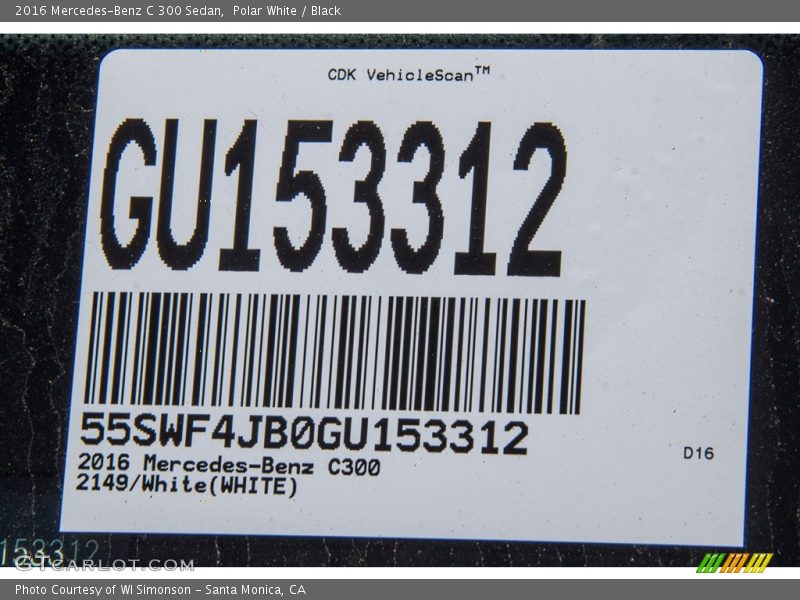 2016 Mercedes-Benz C 300 Sedan,  Polar White / Black
CDK VehicleScan™
GU153312
55SWF4JB0GU153312
2016 Mercedes-Benz C300
2149/White(WHITE)
D16
153312
GTCARLOT.COM
Photo Courtesy of WI Simonson - Santa Monica, CA